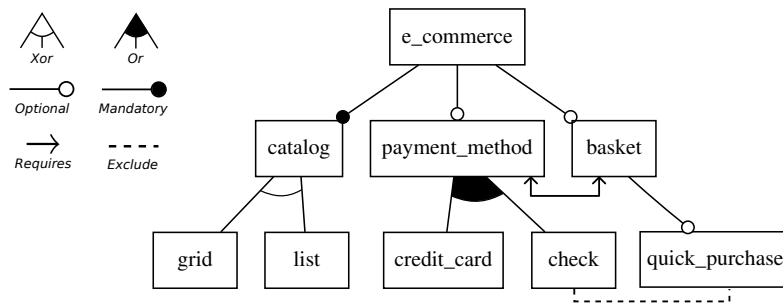 Xor
Or
Optional
Mandatory
Requires
Exclude
e_commerce
catalog
payment_method
basket
grid
list
credit_card
check
quick_purchase